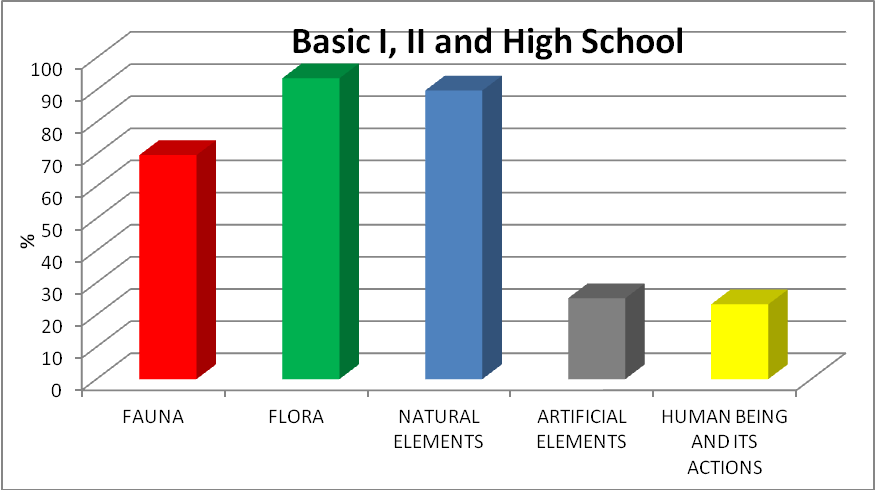 Basic I, II and High School
100
90
80
70
60
50
40
30
20
10
0
%
FAUNA
FLORA
NATURAL
ELEMENTS
ARTIFICIAL
ELEMENTS
HUMAN BEING
AND ITS
ACTIONS